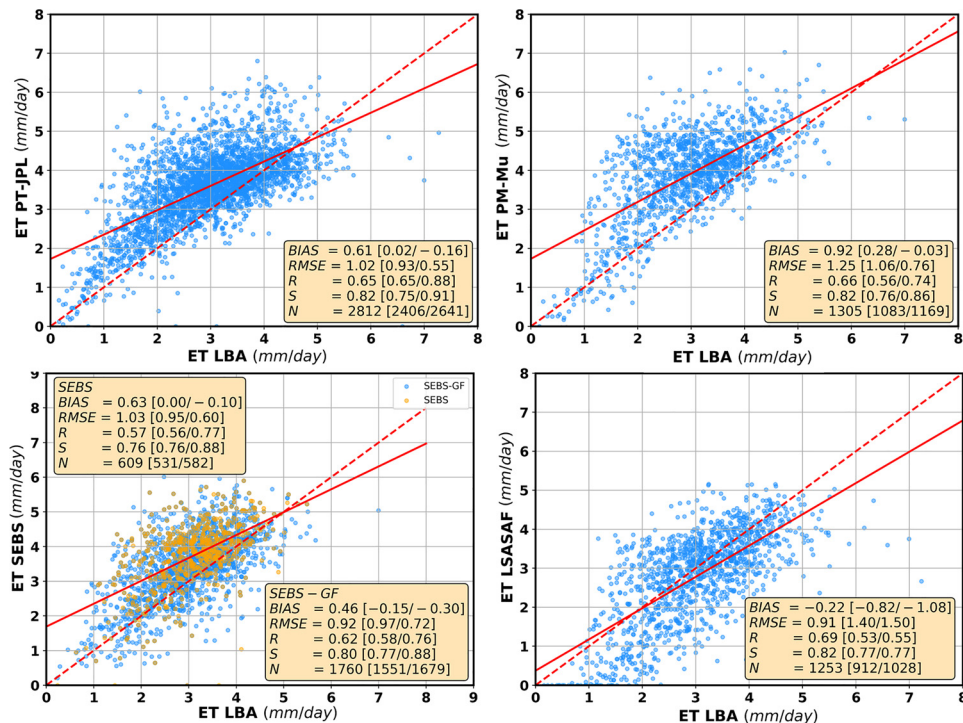 8
7
6
5
4
3
2
1
0
ET PT-JPL (mm/day)
BIAS = 0.61 [0.02/ − 0.16]
RMSE = 1.02 [0.93/0.55]
R = 0.65 [0.65/0.88]
S = 0.82 [0.75/0.91]
N = 2812 [2406/2641]
0 1 2 3 4 5 6 7 8
ET LBA (mm/day)
8
7
6
5
4
3
2
1
0
ET PM-Mu (mm/day)
BIAS = 0.92 [0.28/ − 0.03]
RMSE = 1.25 [1.06/0.76]
R = 0.66 [0.56/0.74]
S = 0.82 [0.76/0.86]
N = 1305 [1083/1169]
0 1 2 3 4 5 6 7 8
ET LBA (mm/day)
9
8
7
6
5
4
3
2
1
0
ET SEBS (mm/day)
SEBS
BIAS = 0.63 [0.00/ − 0.10]
RMSE = 1.03 [0.95/0.60]
R = 0.57 [0.56/0.77]
S = 0.76 [0.76/0.88]
N = 609 [531/582]
SEBS-GF
SEBS
SEBS − GF
BIAS = 0.46 [−0.15/ − 0.30]
RMSE = 0.92 [0.97/0.72]
R = 0.62 [0.58/0.76]
S = 0.80 [0.77/0.88]
N = 1760 [1551/1679]
0 1 2 3 4 5 6 7 8 9
ET LBA (mm/day)
8
7
6
5
4
3
2
1
0
ET LSASAF (mm/day)
BIAS = −0.22 [−0.82/ − 1.08]
RMSE = 0.91 [1.40/1.50]
R = 0.69 [0.53/0.55]
S = 0.82 [0.77/0.77]
N = 1253 [912/1028]
0 1 2 3 4 5 6 7 8
ET LBA (mm/day)